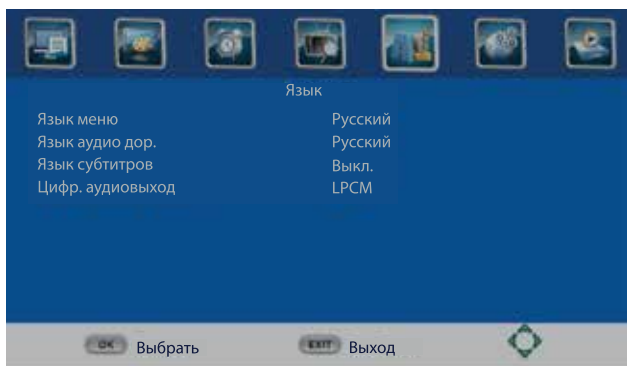 Язык
Язык меню Русский
Язык аудио дор. Русский
Язык субтитров Выкл.
Цифр. аудиовыход LPCM
OK Выбрать EXIT Выход